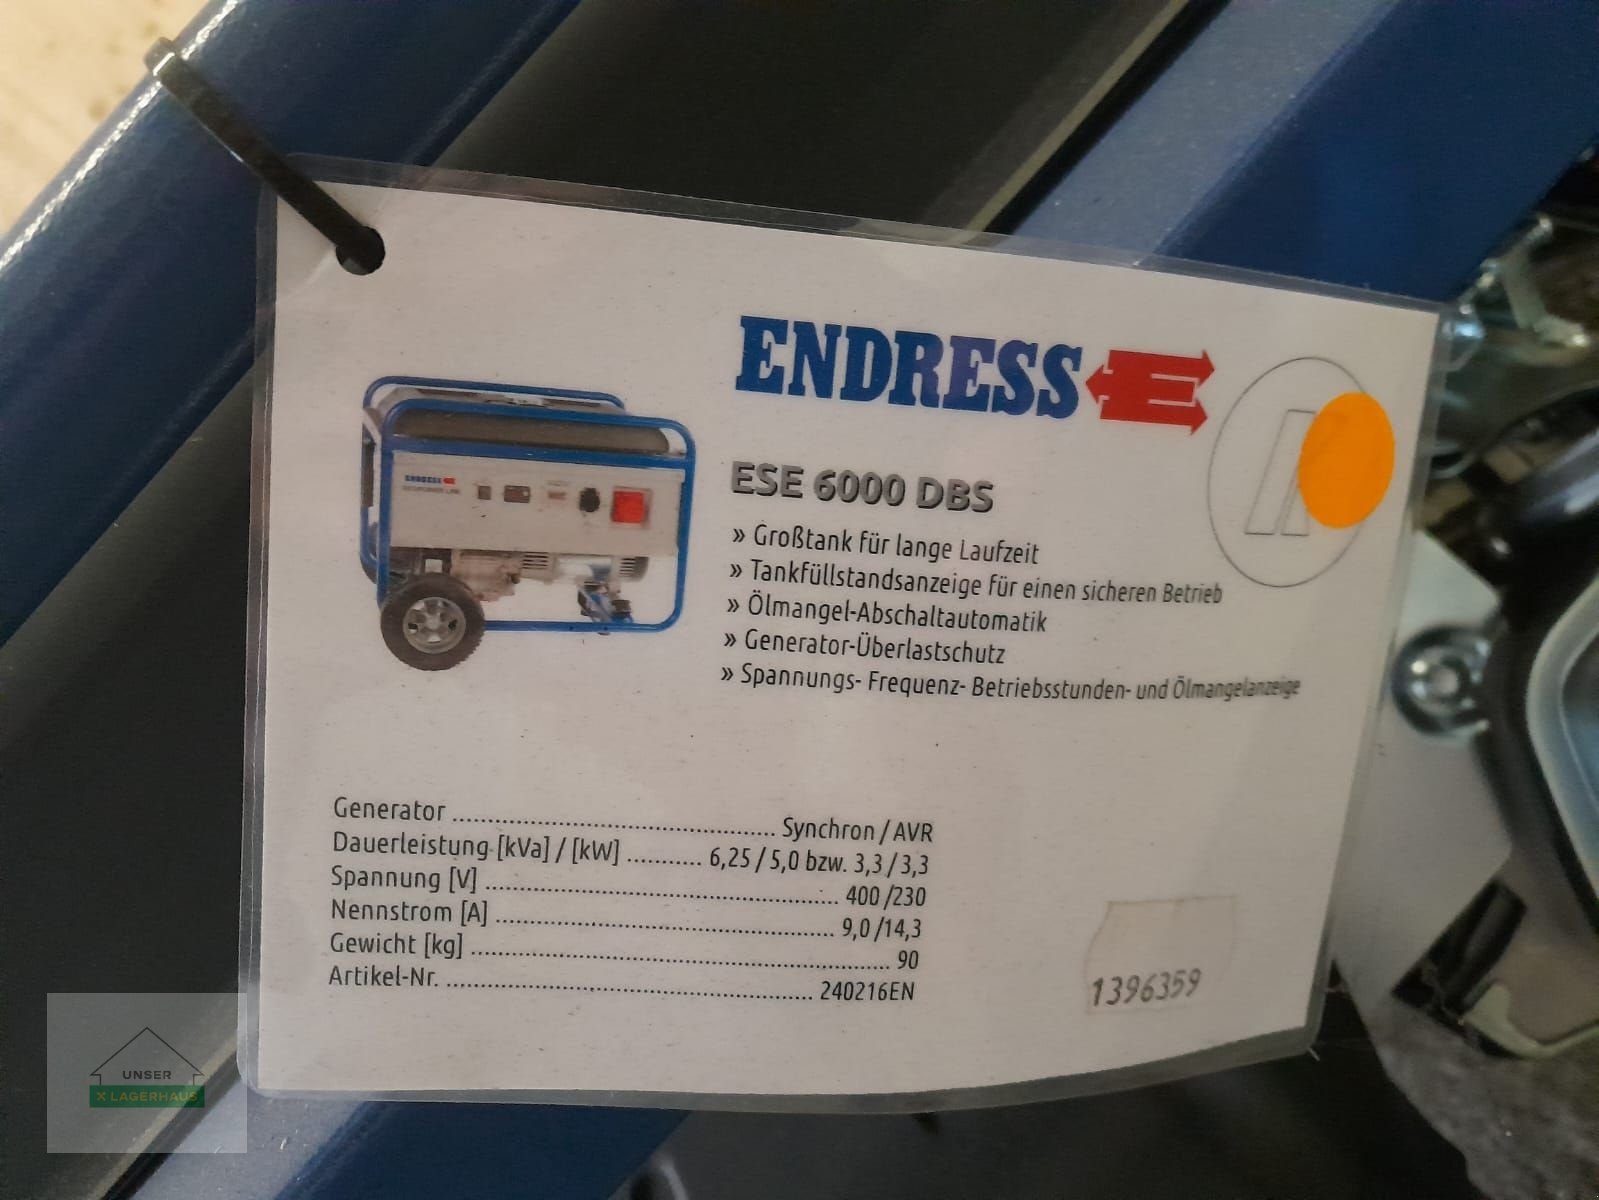 ENDRESS
ESE 6000 DBS
» Großtank für lange Laufzeit
» Tankfüllstandsanzeige für einen sicheren Betrieb
» Ölmangel-Abschaltautomatik
» Generator-Überlastschutz
» Spannungs- Frequenz- Betriebsstunden- und Ölmangelanzeige
ENDRESS
Generator ............................................. Synchron / AVR
Dauerleistung [kVa] / [kW] ........... 6,25 / 5,0 bzw. 3,3 / 3,3
Spannung [V] ................................................. 400 /230
Nennstrom [A] ............................................... 9,0 /14,3
Gewicht [kg] .......................................................... 90
Artikel-Nr. ................................................... 240216EN
1396359
UNSER
X LAGERHAUS